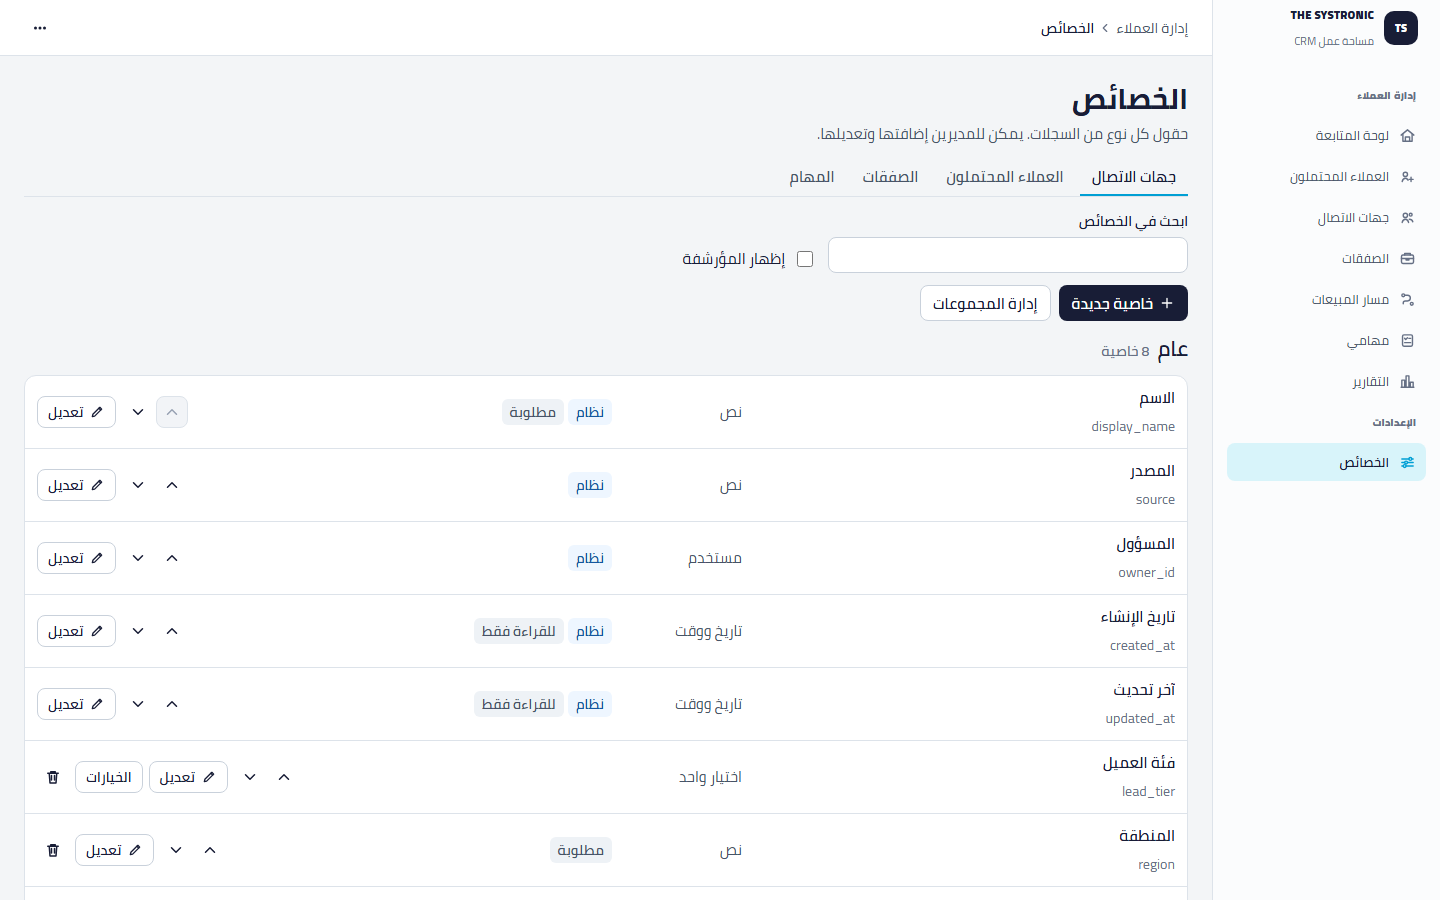 TS
THE SYSTRONIC
مساحة عمل CRM
إدارة العملاء
لوحة المتابعة
العملاء المحتملون
جهات الاتصال
الصفقات
مسار المبيعات
مهامي
التقارير
الإعدادات
الخصائص
إدارة العملاء › الخصائص
الخصائص
حقول كل نوع من السجلات. يمكن للمديرين إضافتها وتعديلها.
جهات الاتصال العملاء المحتملون الصفقات المهام
ابحث في الخصائص
إظهار المؤرشفة
+ خاصية جديدة إدارة المجموعات
عام 8 خاصية
الاسم
display_name
نص نظام مطلوبة تعديل
المصدر
source
نص نظام تعديل
المسؤول
owner_id
مستخدم نظام تعديل
تاريخ الإنشاء
created_at
تاريخ ووقت نظام للقراءة فقط تعديل
آخر تحديث
updated_at
تاريخ ووقت نظام للقراءة فقط تعديل
فئة العميل
lead_tier
اختيار واحد تعديل الخيارات
المنطقة
region
نص مطلوبة تعديل